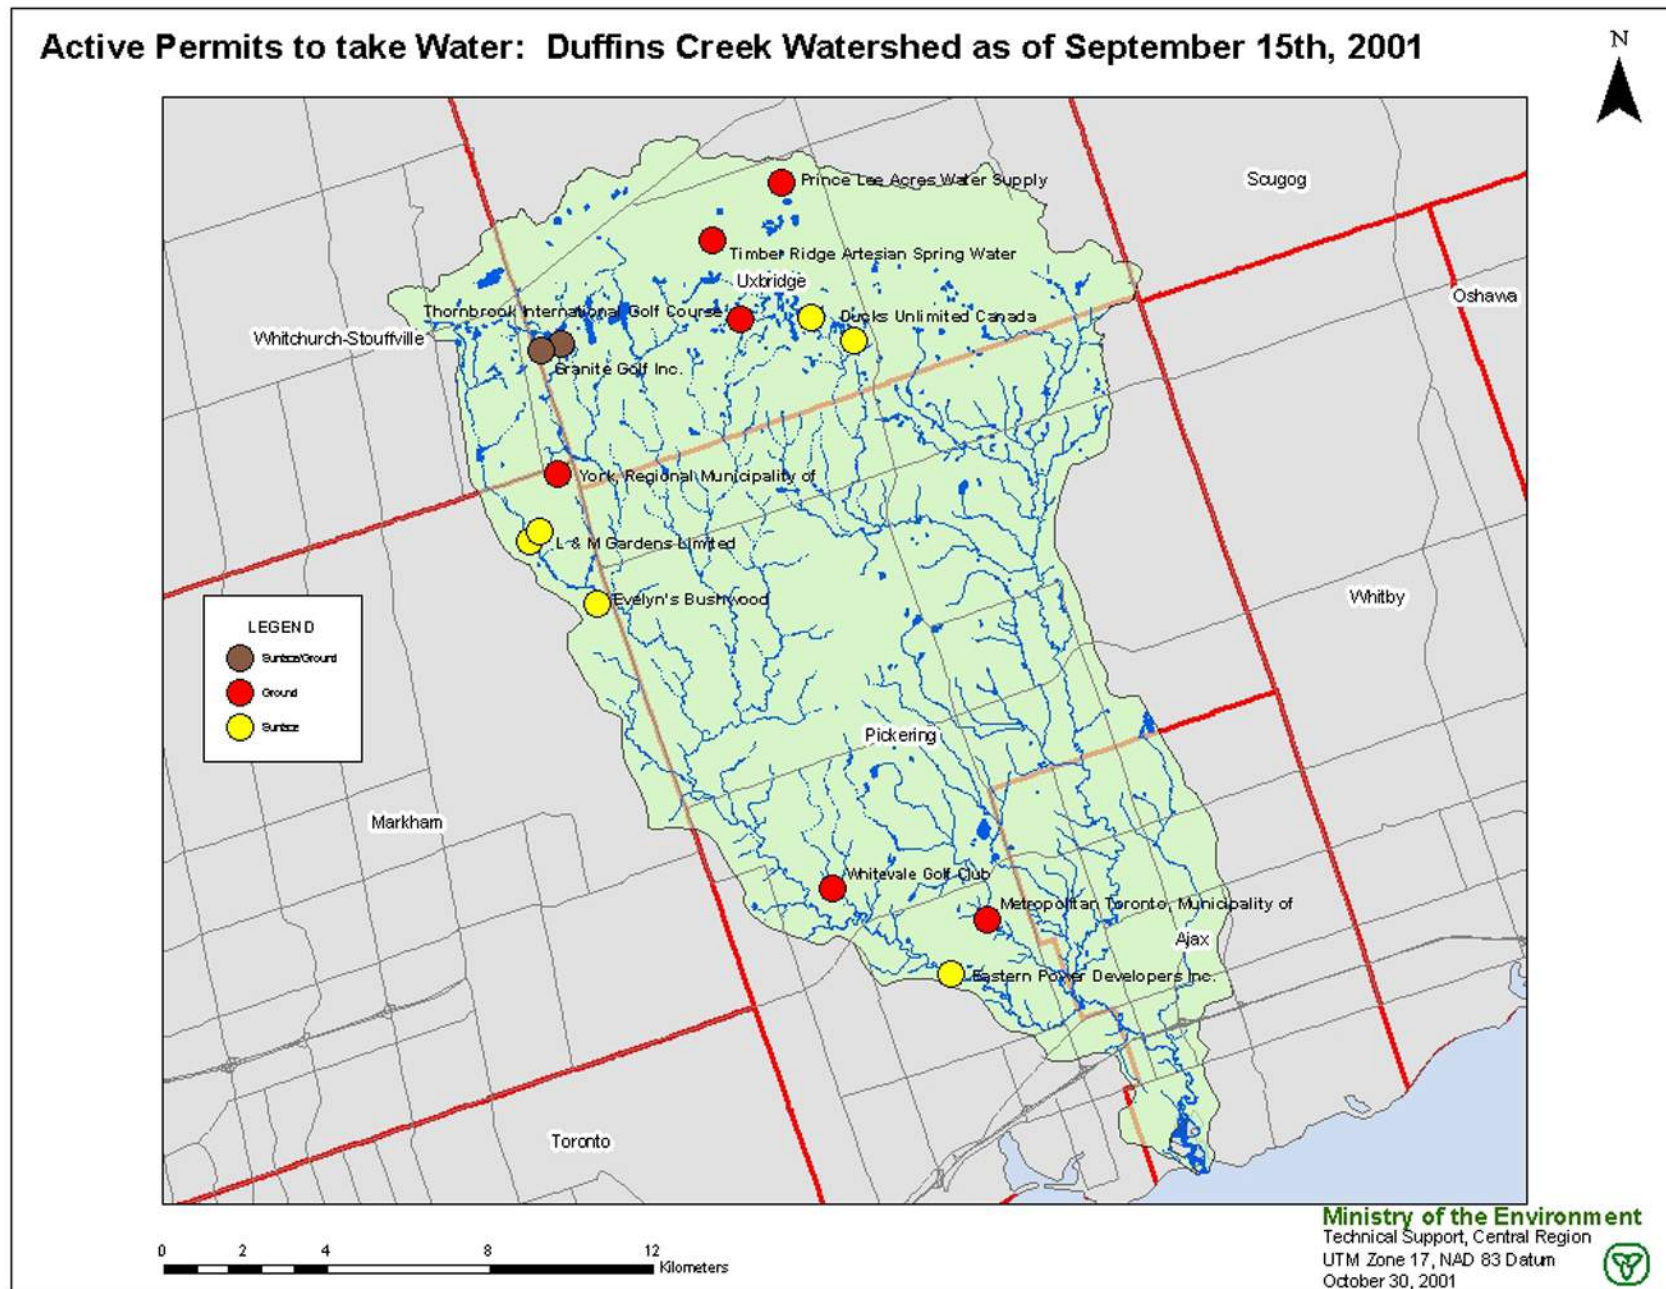 Active Permits to take Water: Duffins Creek Watershed as of September 15th, 2001
N
Scugog
Prince Lee Acres Water Supply
Timber Ridge Artesian Spring Water
Uxbridge
Oshawa
Thornbrook International Golf Course
Ducks Unlimited Canada
Whitchurch-Stouffville
Granite Golf Inc.
York, Regional Municipality of
L & M Gardens Limited
Evelyn's Bushwood
Whitby
LEGEND
Surface/Ground
Ground
Surface
Pickering
Markham
Whitevale Golf Club
Metropolitan Toronto, Municipality of
Ajax
Eastern Power Developers Inc.
Toronto
0 2 4 8 12
Kilometers
Ministry of the Environment
Technical Support, Central Region
UTM Zone 17, NAD 83 Datum
October 30, 2001